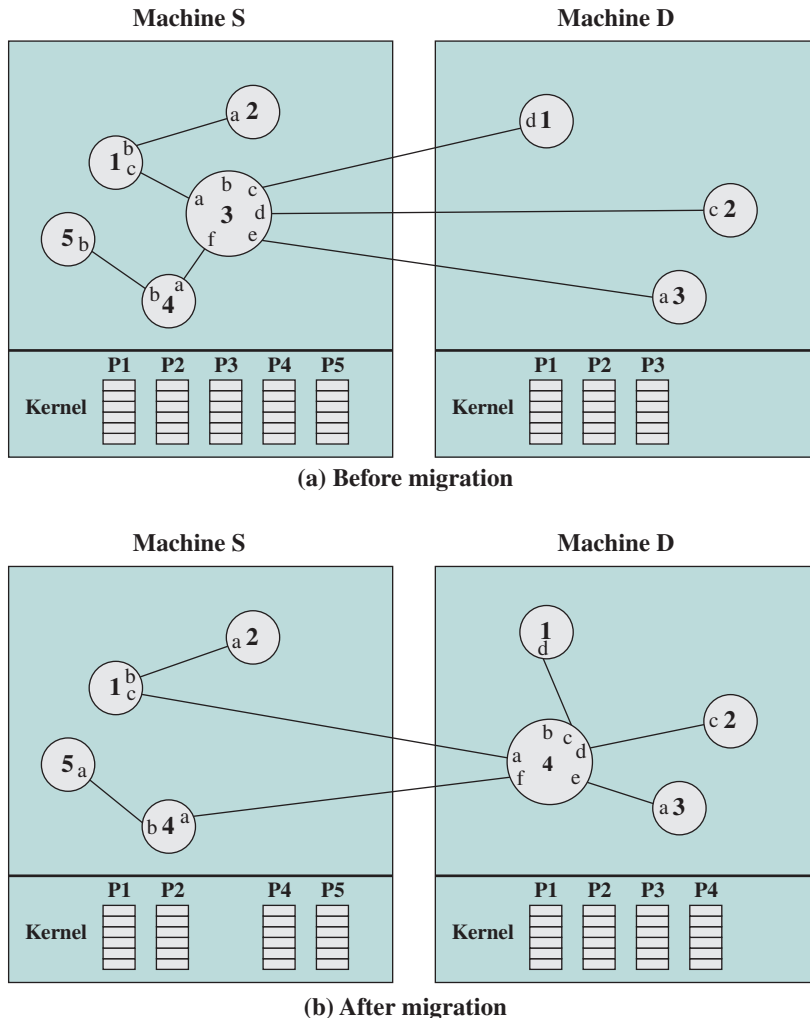 Machine S
Machine D
a 2
b
1
c
d 1
b
a
c
3
d
f
e
c 2
5 b
a
b
4
a 3
P1 P2 P3 P4 P5
Kernel
P1 P2 P3
Kernel
(a) Before migration
Machine S
Machine D
a 2
b
1
c
1
d
b
c
a
d
4
f
e
c 2
5 a
a
b 4
a 3
P1 P2 P4 P5
Kernel
P1 P2 P3 P4
Kernel
(b) After migration